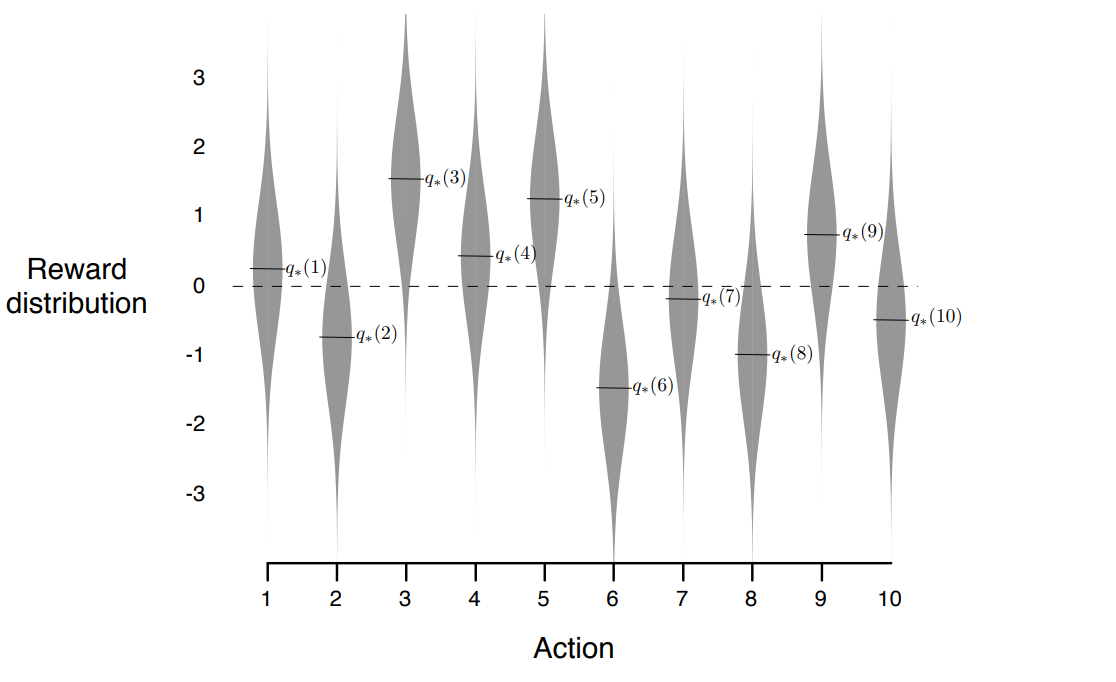 3
2
1
0
-1
-2
-3
Reward
distribution
q∗(1)
q∗(2)
q∗(3)
q∗(4)
q∗(5)
q∗(6)
q∗(7)
q∗(8)
q∗(9)
q∗(10)
1 2 3 4 5 6 7 8 9 10
Action